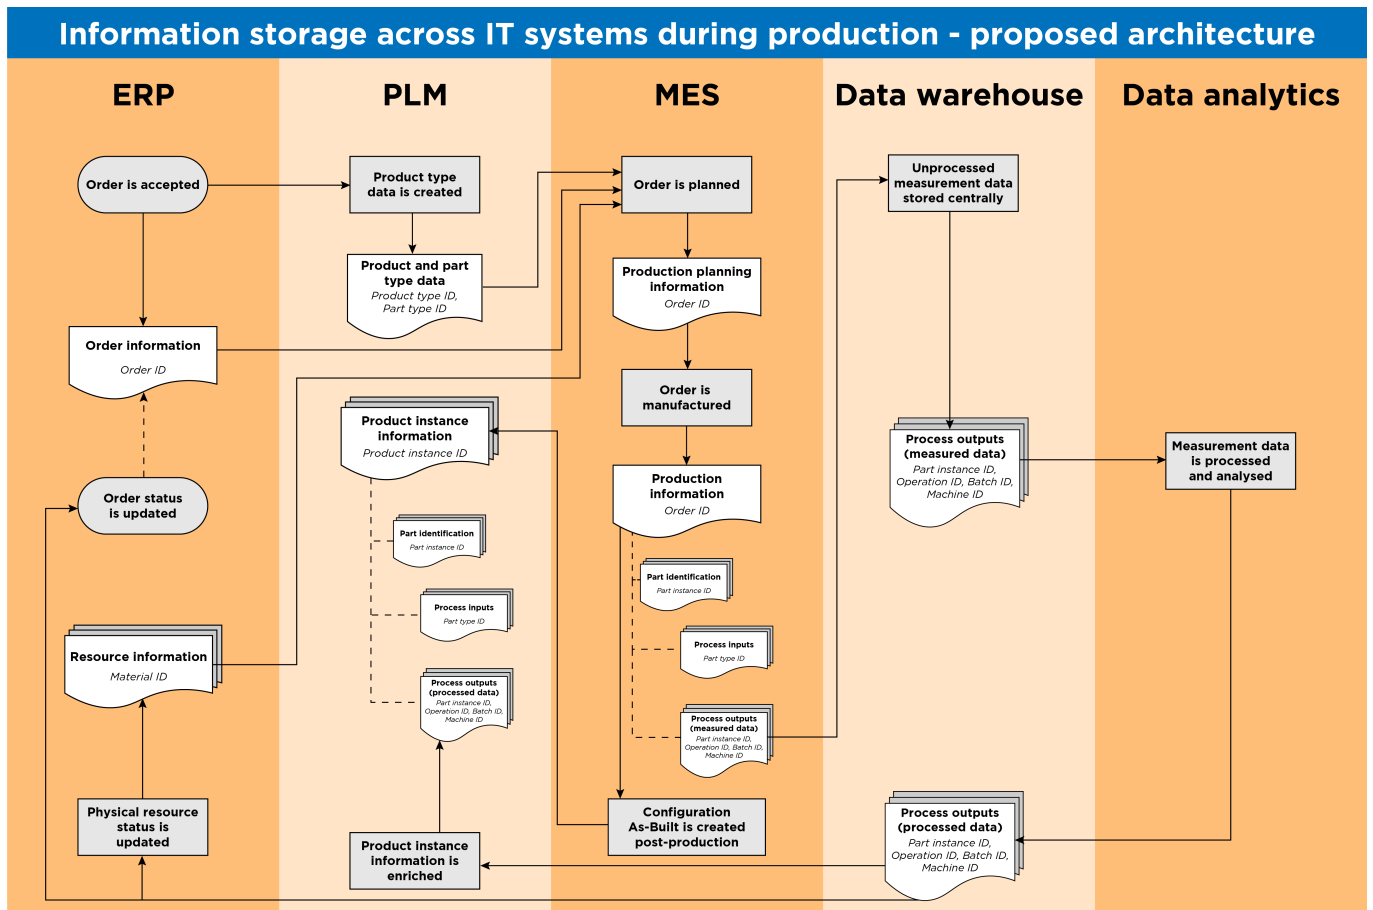 Information storage across IT systems during production - proposed architecture
ERP
PLM
MES
Data warehouse
Data analytics
Order is accepted
Order information
Order ID
Order status
is updated
Resource information
Material ID
Physical resource
status is
updated
Product type
data is created
Product and part
type data
Product type ID,
Part type ID
Product instance
information
Product instance ID
Part identification
Part instance ID
Process inputs
Part type ID
Process outputs
(processed data)
Part instance ID,
Operation ID, Batch ID,
Machine ID
Product instance
information is
enriched
Order is planned
Production planning
information
Order ID
Order is
manufactured
Production
information
Order ID
Part identification
Part instance ID
Process inputs
Part type ID
Process outputs
(measured data)
Part instance ID,
Operation ID, Batch ID,
Machine ID
Configuration
As-Built is created
post-production
Unprocessed
measurement data
stored centrally
Process outputs
(measured data)
Part instance ID,
Operation ID, Batch ID,
Machine ID
Process outputs
(processed data)
Part instance ID,
Operation ID, Batch ID,
Machine ID
Measurement data
is processed
and analysed